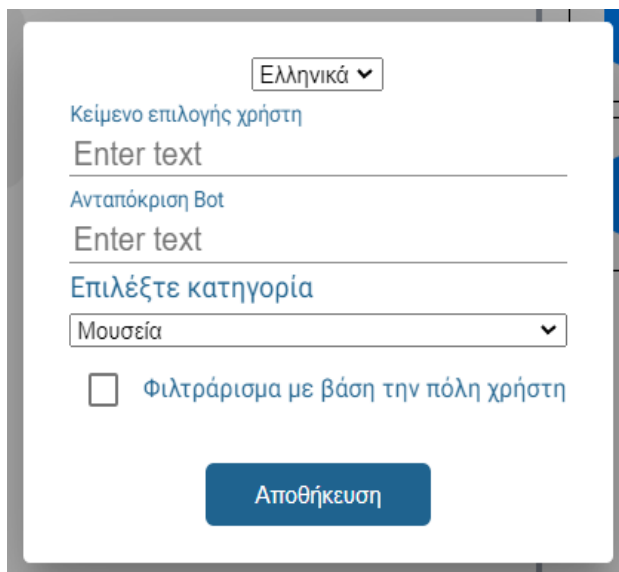 Ελληνικά
Κείμενο επιλογής χρήστη
Enter text
Ανταπόκριση Bot
Enter text
Επιλέξτε κατηγορία
Μουσεία
Φιλτράρισμα με βάση την πόλη χρήστη
Αποθήκευση